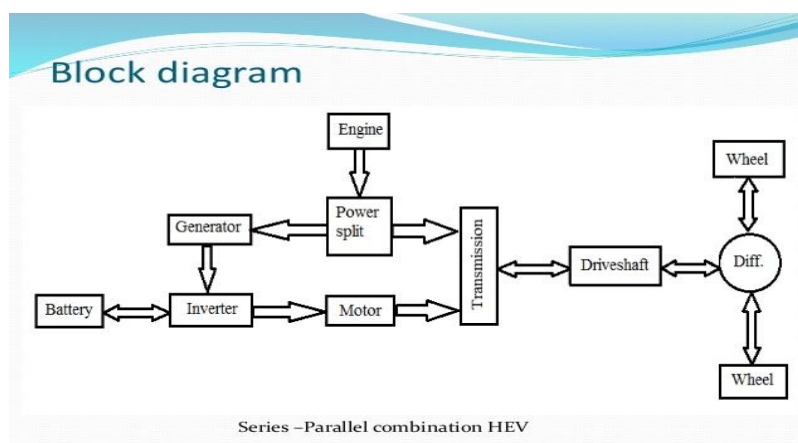 Block diagram
Engine
Wheel
Power
split
Generator
Transmission
Driveshaft
Diff.
Battery
Inverter
Motor
Wheel
Series –Parallel combination HEV